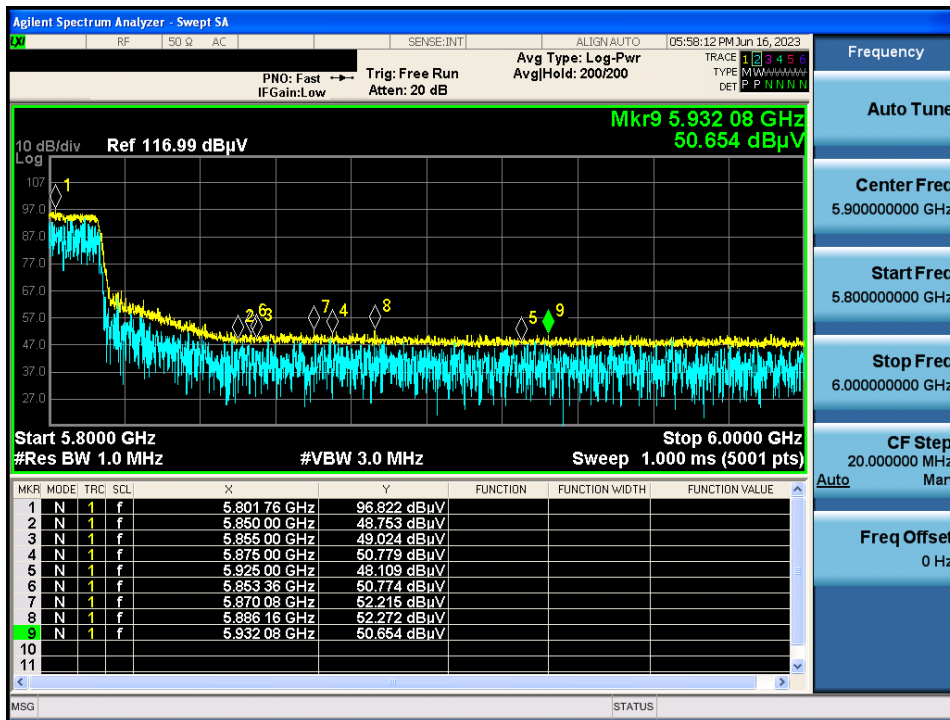 Agilent Spectrum Analyzer - Swept SA
LXI RF 50 Ω AC SENSE:INT ALIGN AUTO 05:58:12 PM Jun 16, 2023
Frequency
PNO: Fast Trig: Free Run Avg Type: Log-Pwr TRACE 1 2 3 4 5 6
IFGain:Low Atten: 20 dB Avg|Hold: 200/200 TYPE M W
DET P P N N N N
Auto Tune
Mkr9 5.932 08 GHz
50.654 dBµV
10 dB/div Ref 116.99 dBµV
Log
107
97.0
87.0
77.0
67.0
57.0
47.0
37.0
27.0
1
2 6 3 7 4 8 5 9
Center Freq
5.900000000 GHz
Start Freq
5.800000000 GHz
Stop Freq
6.000000000 GHz
Start 5.8000 GHz Stop 6.0000 GHz
#Res BW 1.0 MHz #VBW 3.0 MHz Sweep 1.000 ms (5001 pts)
CF Step
20.000000 MHz
Auto Man
MKR MODE TRC SCL X Y FUNCTION FUNCTION WIDTH FUNCTION VALUE
1 N 1 f 5.801 76 GHz 96.822 dBµV
2 N 1 f 5.850 00 GHz 48.753 dBµV
3 N 1 f 5.855 00 GHz 49.024 dBµV
4 N 1 f 5.875 00 GHz 50.779 dBµV
5 N 1 f 5.925 00 GHz 48.109 dBµV
6 N 1 f 5.853 36 GHz 50.774 dBµV
7 N 1 f 5.870 08 GHz 52.215 dBµV
8 N 1 f 5.886 16 GHz 52.272 dBµV
9 N 1 f 5.932 08 GHz 50.654 dBµV
10
11
Freq Offset
0 Hz
MSG STATUS